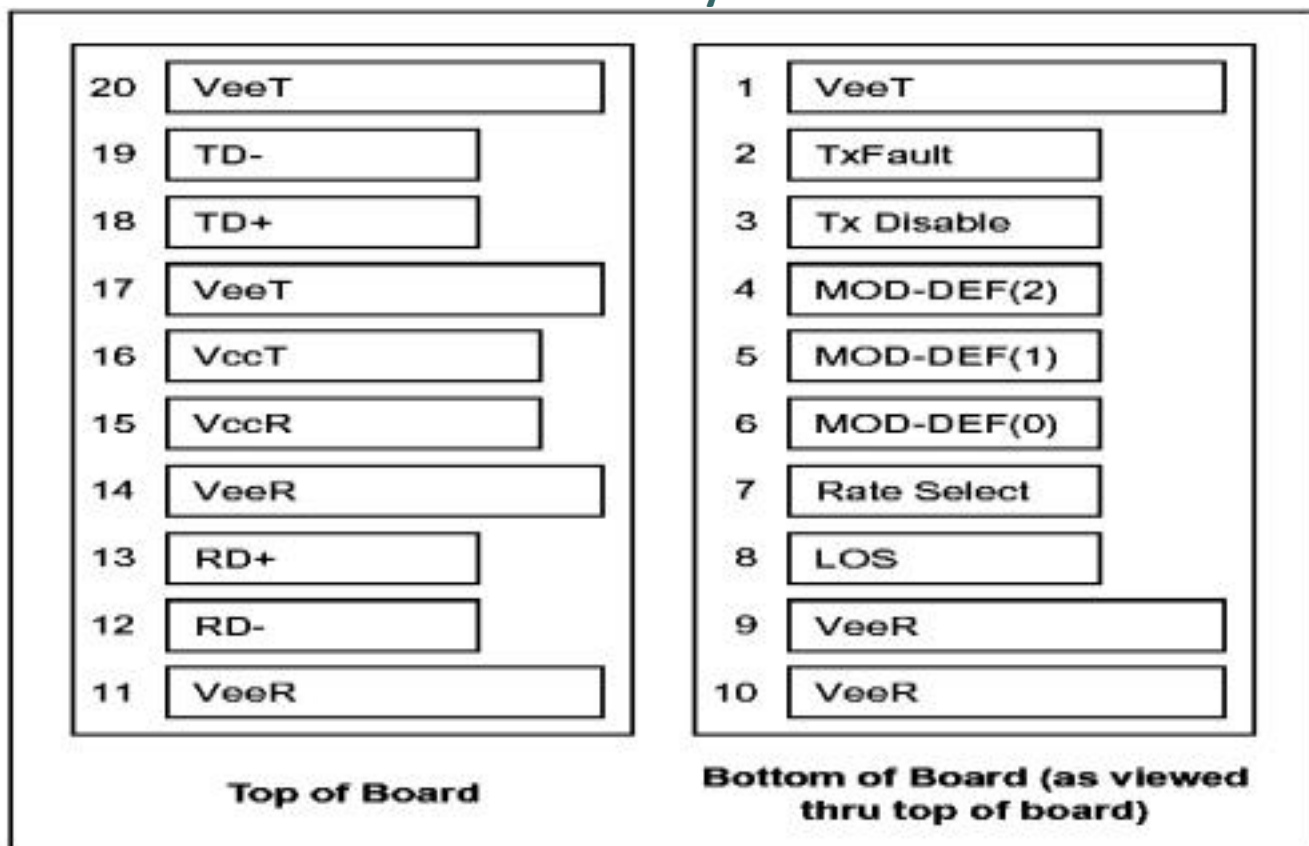 20 VeeT
19 TD-
18 TD+
17 VeeT
16 VccT
15 VccR
14 VeeR
13 RD+
12 RD-
11 VeeR
Top of Board
1 VeeT
2 TxFault
3 Tx Disable
4 MOD-DEF(2)
5 MOD-DEF(1)
6 MOD-DEF(0)
7 Rate Select
8 LOS
9 VeeR
10 VeeR
Bottom of Board (as viewed
thru top of board)